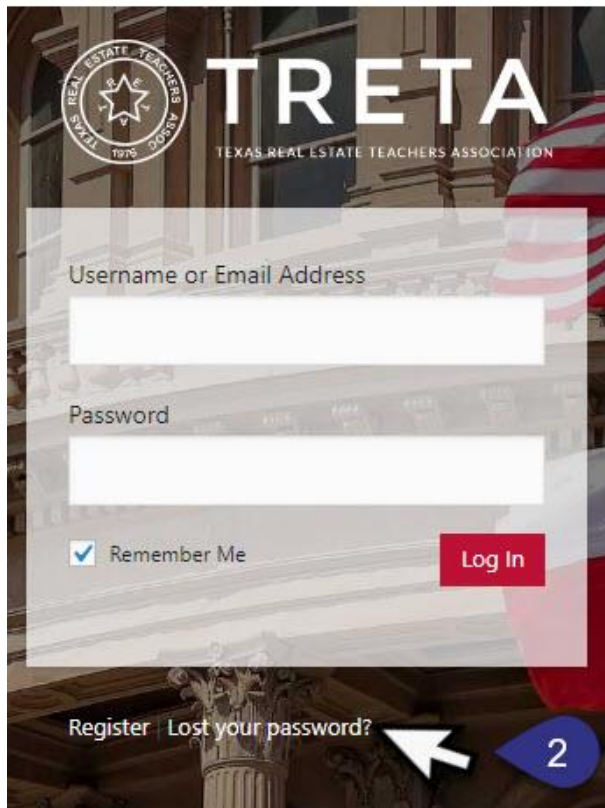 TEXAS REAL ESTATE TEACHERS ASSOC
TRETA
1976
TRETA
TEXAS REAL ESTATE TEACHERS ASSOCIATION
Username or Email Address
Password
Remember Me
Log In
Register | Lost your password?
2